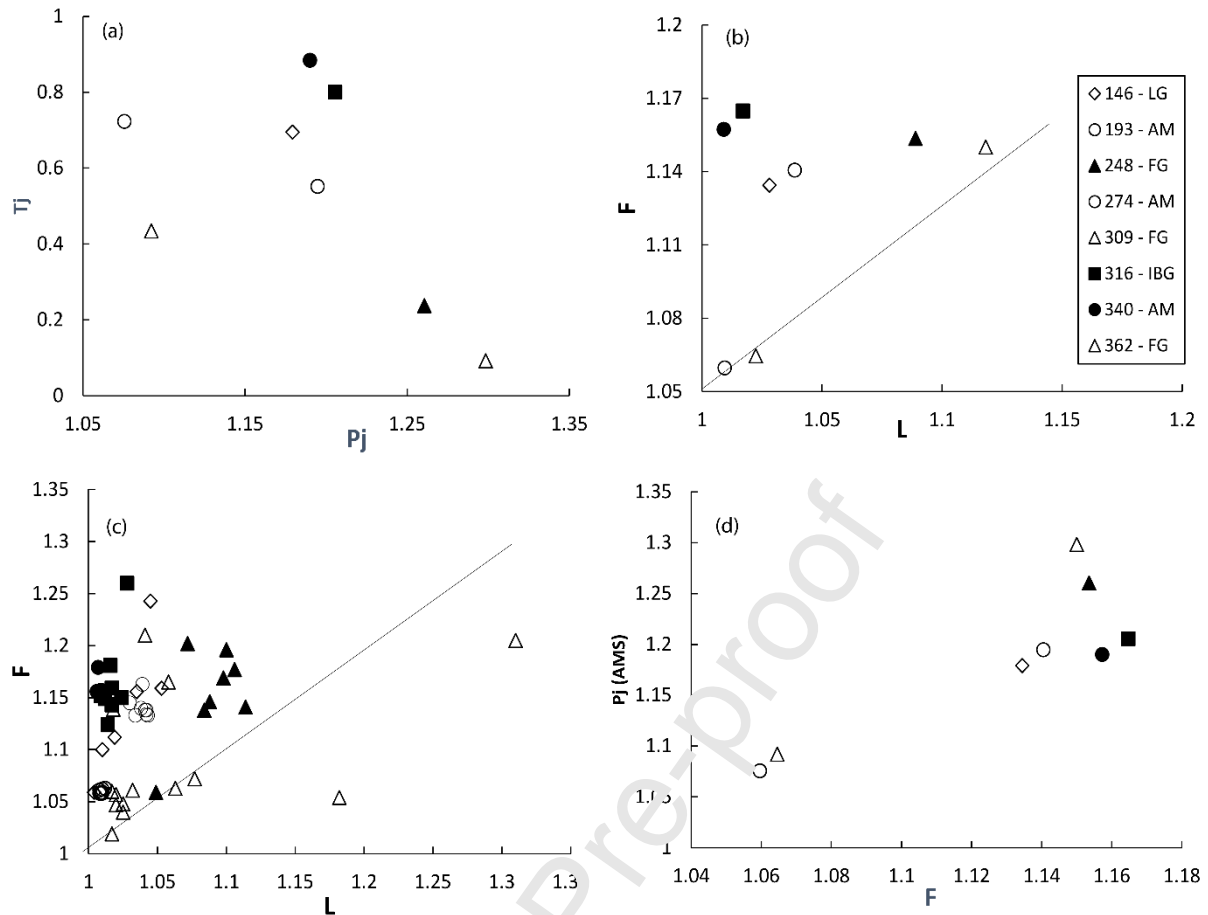 (a)
1
0.8
0.6
0.4
0.2
0
Tj
1.05
1.15
1.25
1.35
Pj
(b)
1.2
1.17
1.14
1.11
1.08
1.05
F
1
1.05
1.1
1.15
1.2
L
146 - LG
193 - AM
248 - FG
274 - AM
309 - FG
316 - IBG
340 - AM
362 - FG
(c)
1.35
1.3
1.25
1.2
1.15
1.1
1.05
1
F
1
1.05
1.1
1.15
1.2
1.25
1.3
1.3
L
(d)
1.35
1.3
1.25
1.2
1.15
1.1
1.05
1
Pj (AMS)
1.04
1.06
1.08
1.1
1.12
1.14
1.16
1.18
F
Pre-proof